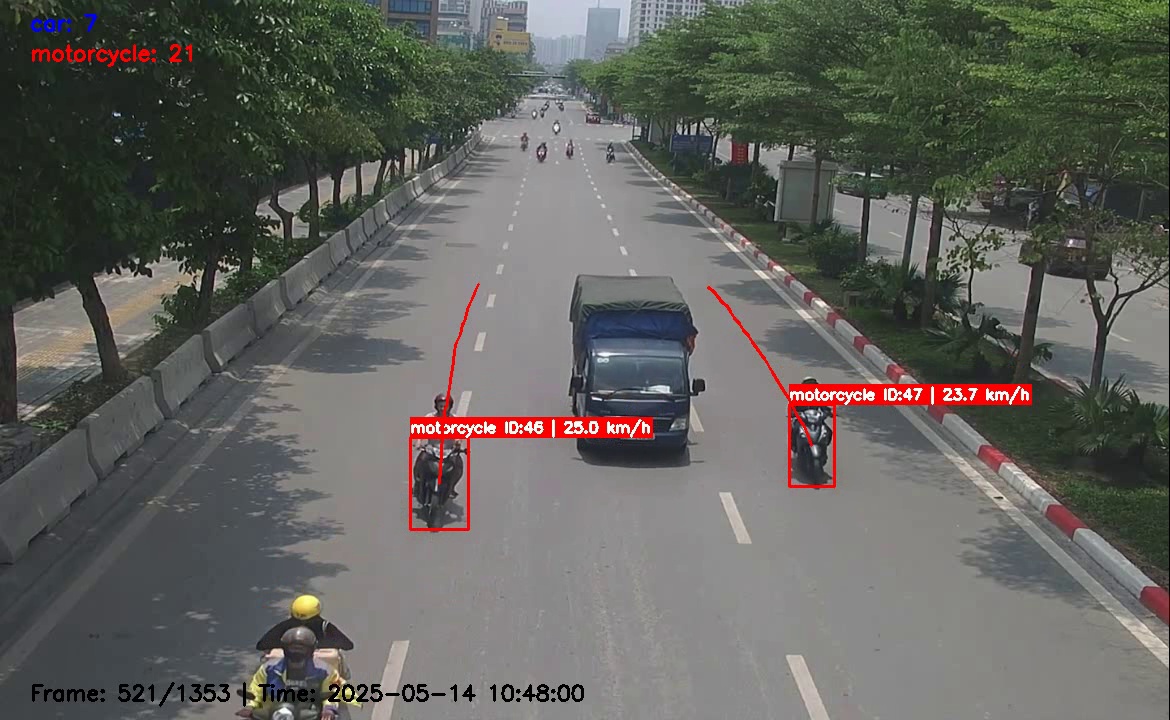 car: 7
motorcycle: 21
motorcycle ID:47 | 23.7 km/h
motorcycle ID:46 | 25.0 km/h
Frame: 521/1353 | Time: 2025-05-14 10:48:00